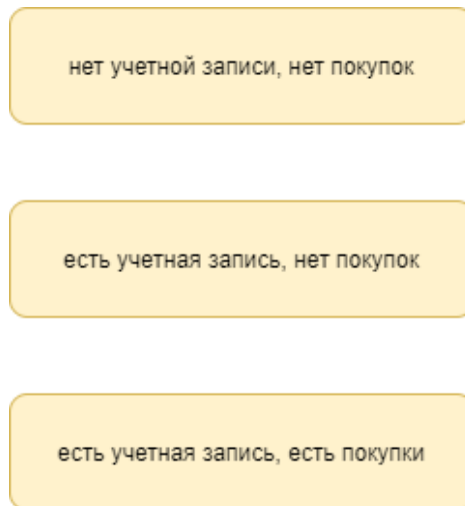 нет учетной записи, нет покупок
есть учетная запись, нет покупок
есть учетная запись, есть покупки